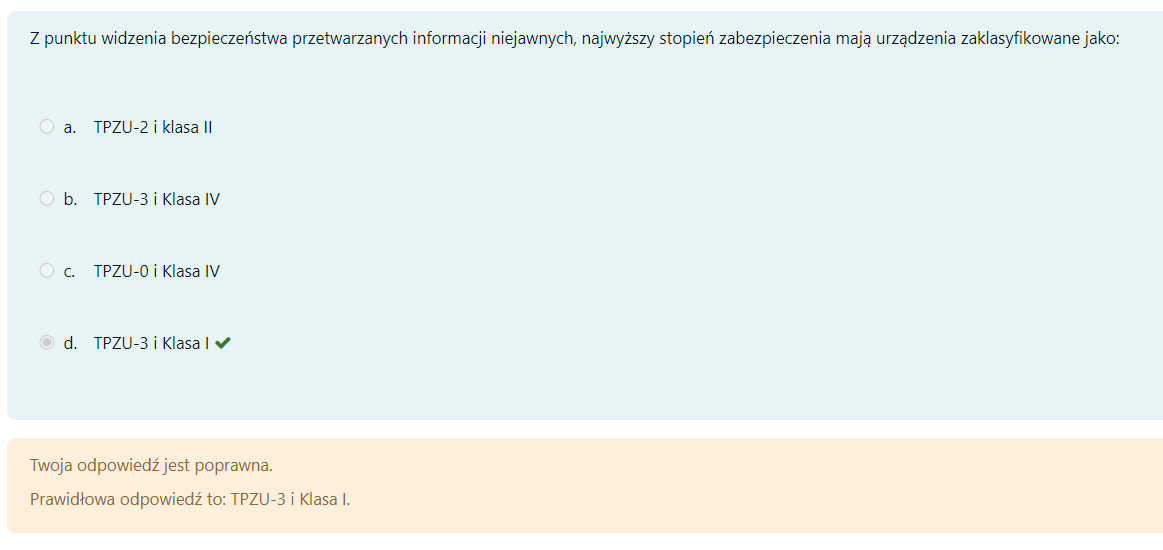 Z punktu widzenia bezpieczeństwa przetwarzanych informacji niejawnych, najwyższy stopień zabezpieczenia mają urządzenia zaklasyfikowane jako:
a. TPZU-2 i klasa II
b. TPZU-3 i Klasa IV
c. TPZU-0 i Klasa IV
d. TPZU-3 i Klasa I
Twoja odpowiedź jest poprawna.
Prawidłowa odpowiedź to: TPZU-3 i Klasa I.